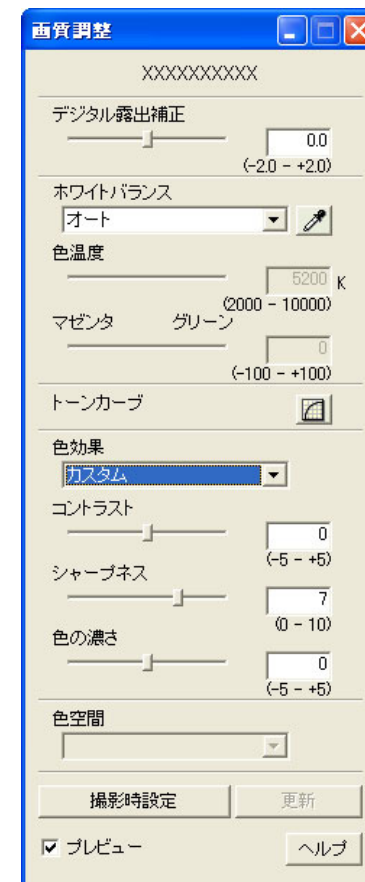 画質調整
XXXXXXXXXX
デジタル露出補正
0.0
(-2.0 - +2.0)
ホワイトバランス
オート
色温度
5200 K
(2000 - 10000)
マゼンタ グリーン
0
(-100 - +100)
トーンカーブ
色効果
カスタム
コントラスト
0
(-5 - +5)
シャープネス
7
(0 - 10)
色の濃さ
0
(-5 - +5)
色空間
撮影時設定 更新
プレビュー ヘルプ